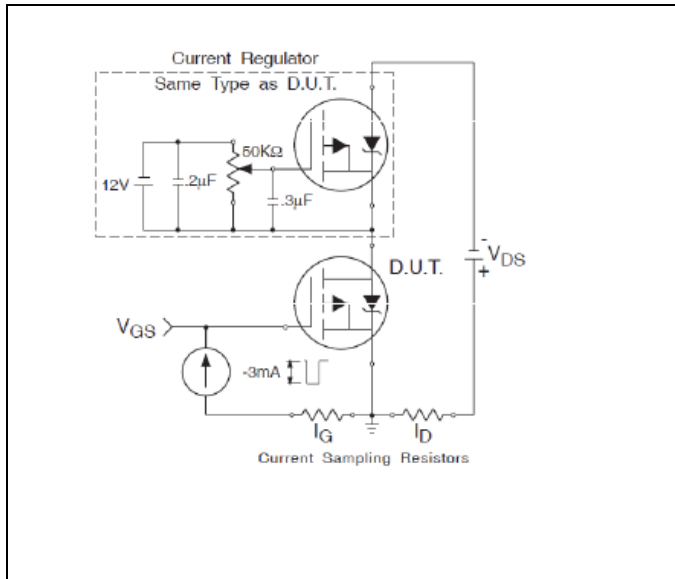 Current Regulator
Same Type as D.U.T.
50KΩ
12V
.2μF
.3μF
D.U.T.
-
VDS
+
VGS
-3mA
IG
ID
Current Sampling Resistors